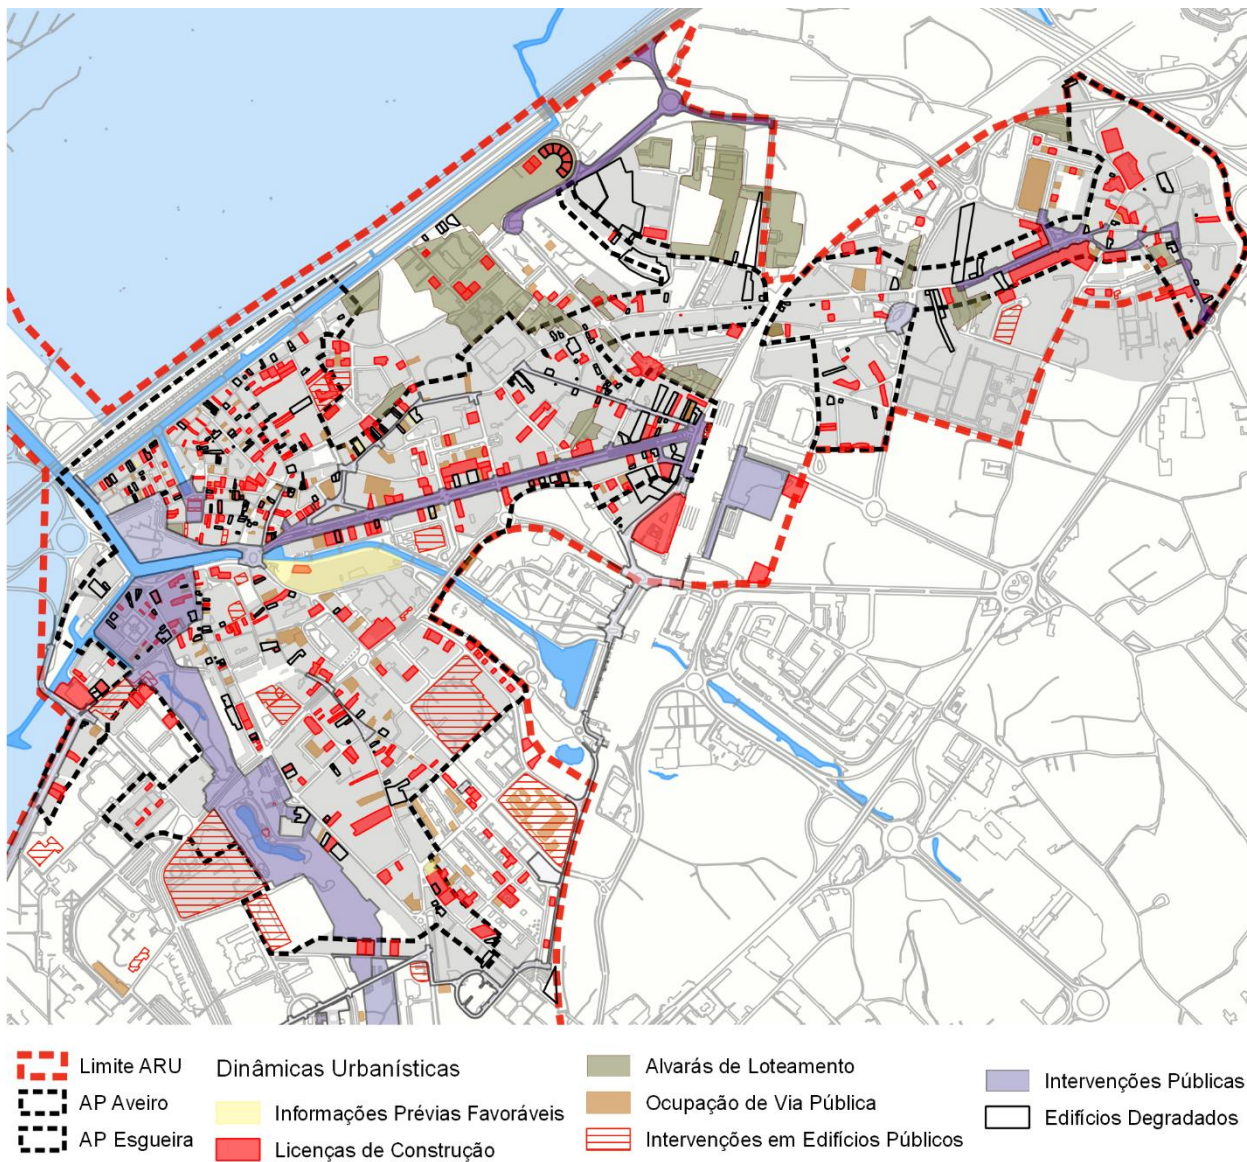 Limite ARU
AP Aveiro
AP Esgueira
Dinâmicas Urbanísticas
Informações Prévias Favoráveis
Licenças de Construção
Alvarás de Loteamento
Ocupação de Via Pública
Intervenções em Edifícios Públicos
Intervenções Públicas
Edifícios Degradados